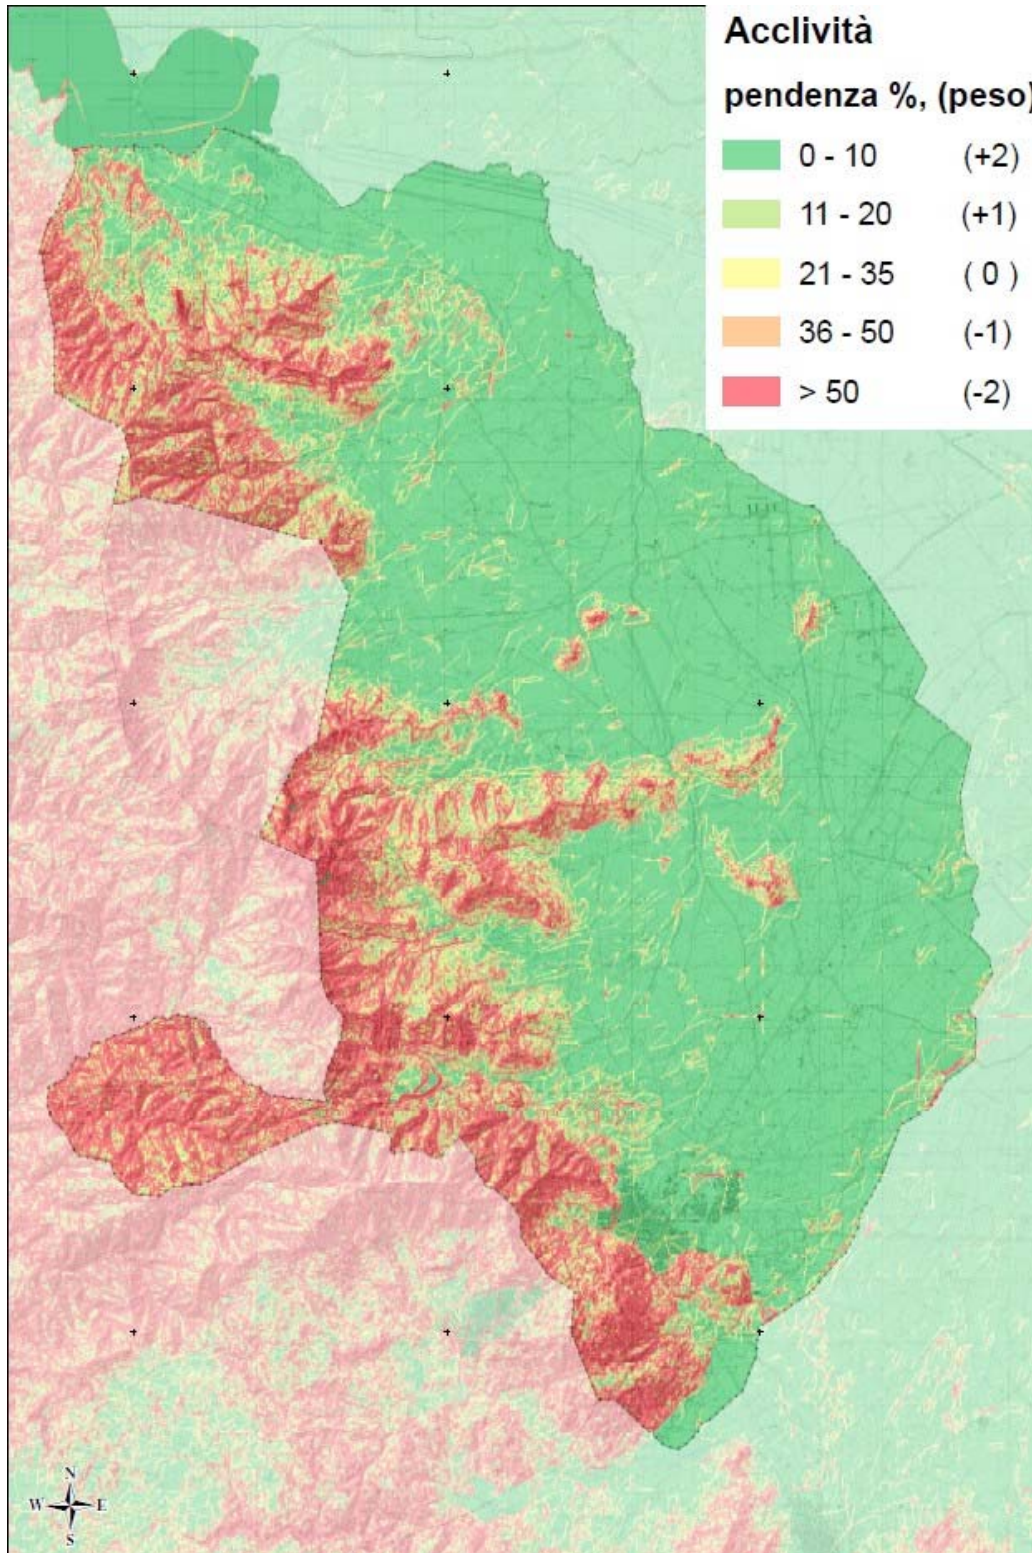 Acclività
pendenza %, (peso)
0 - 10 (+2)
11 - 20 (+1)
21 - 35 ( 0 )
36 - 50 (-1)
> 50 (-2)
N
W E
S